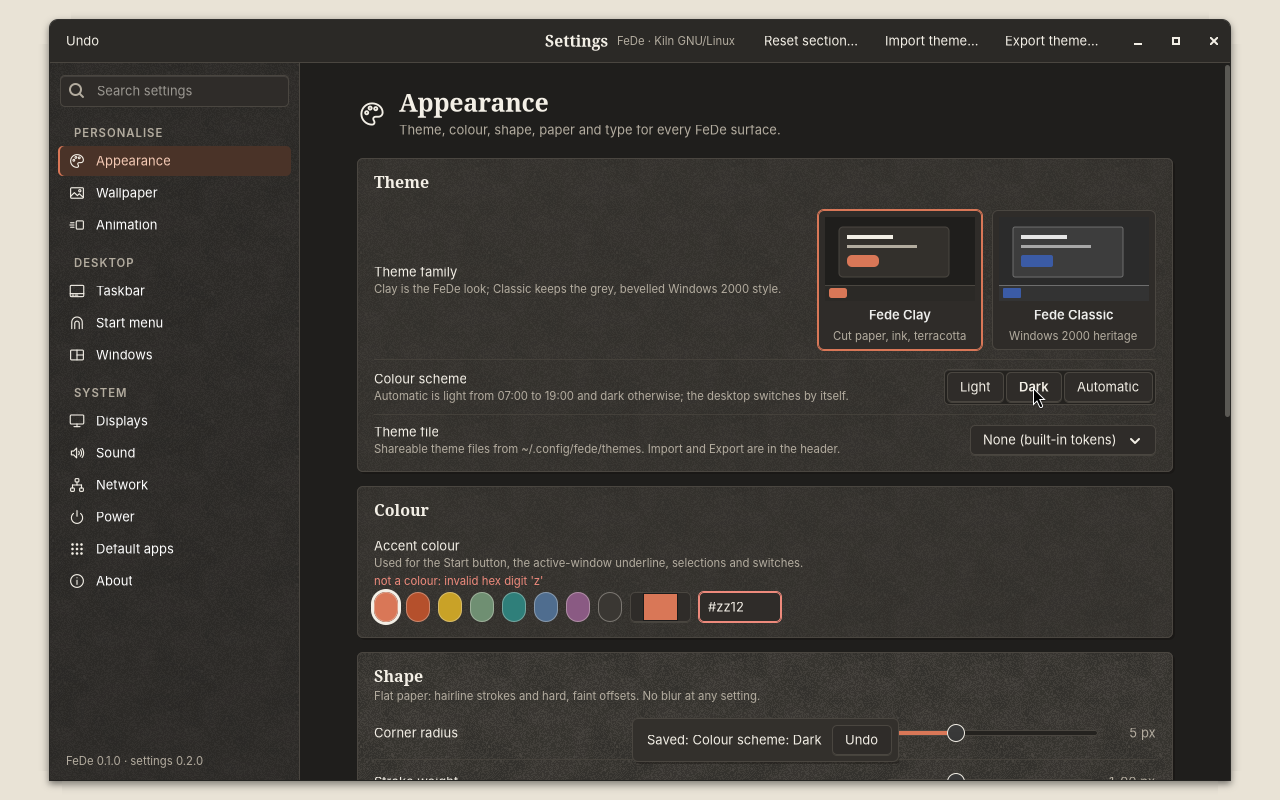 Undo
Settings FeDe · Kiln GNU/Linux
Reset section...
Import theme...
Export theme...
Search settings
PERSONALISE
Appearance
Wallpaper
Animation
DESKTOP
Taskbar
Start menu
Windows
SYSTEM
Displays
Sound
Network
Power
Default apps
About
FeDe 0.1.0 · settings 0.2.0
Appearance
Theme, colour, shape, paper and type for every FeDe surface.
Theme
Theme family
Clay is the FeDe look; Classic keeps the grey, bevelled Windows 2000 style.
Fede Clay
Cut paper, ink, terracotta
Fede Classic
Windows 2000 heritage
Colour scheme
Automatic is light from 07:00 to 19:00 and dark otherwise; the desktop switches by itself.
Light
Dark
Automatic
Theme file
Shareable theme files from ~/.config/fede/themes. Import and Export are in the header.
None (built-in tokens)
Colour
Accent colour
Used for the Start button, the active-window underline, selections and switches.
not a colour: invalid hex digit 'z'
#zz12
Shape
Flat paper: hairline strokes and hard, faint offsets. No blur at any setting.
Corner radius
5 px
Saved: Colour scheme: Dark
Undo
Stroke weight
1.00 px